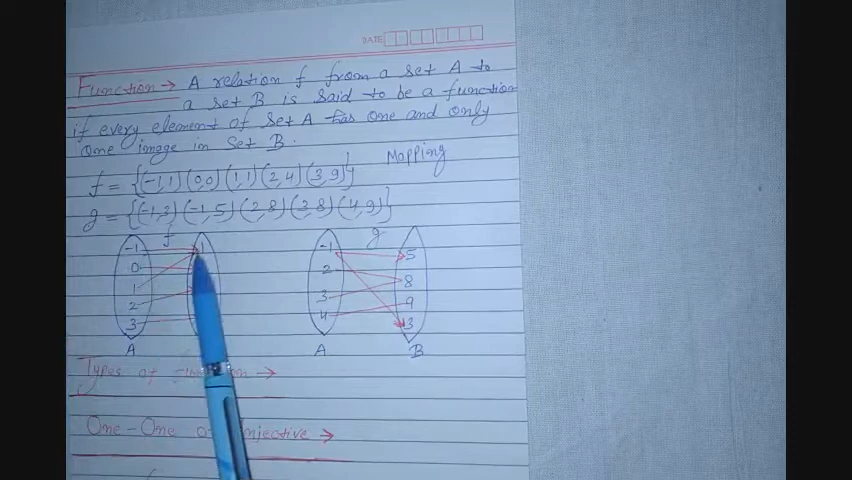 DATE
Function → A relation f from a set A to
a set B is said to be a function
if every element of set A has one and only
one image in set B.
f = {(-1,1)(0,0)(1,1)(2,4)(3,9)} Mapping
g = {(-1,3)(-1,5)(2,8)(3,8)(4,9)}
f g
-1 1 -1 5
0 2 8
1 3 9
2 4 3
3
A A B
Types of →
One-One Injective →